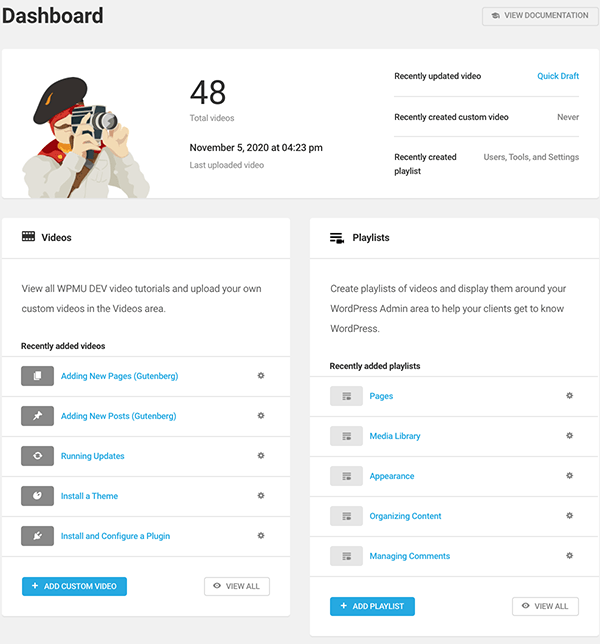 Dashboard
VIEW DOCUMENTATION
48
Total videos
November 5, 2020 at 04:23 pm
Last uploaded video
Recently updated video
Quick Draft
Recently created custom video
Never
Recently created
playlist
Users, Tools, and Settings
Videos
View all WPMU DEV video tutorials and upload your own
custom videos in the Videos area.
Recently added videos
Adding New Pages (Gutenberg)
Adding New Posts (Gutenberg)
Running Updates
Install a Theme
Install and Configure a Plugin
+ ADD CUSTOM VIDEO
VIEW ALL
Playlists
Create playlists of videos and display them around your
WordPress Admin area to help your clients get to know
WordPress.
Recently added playlists
Pages
Media Library
Appearance
Organizing Content
Managing Comments
+ ADD PLAYLIST
VIEW ALL